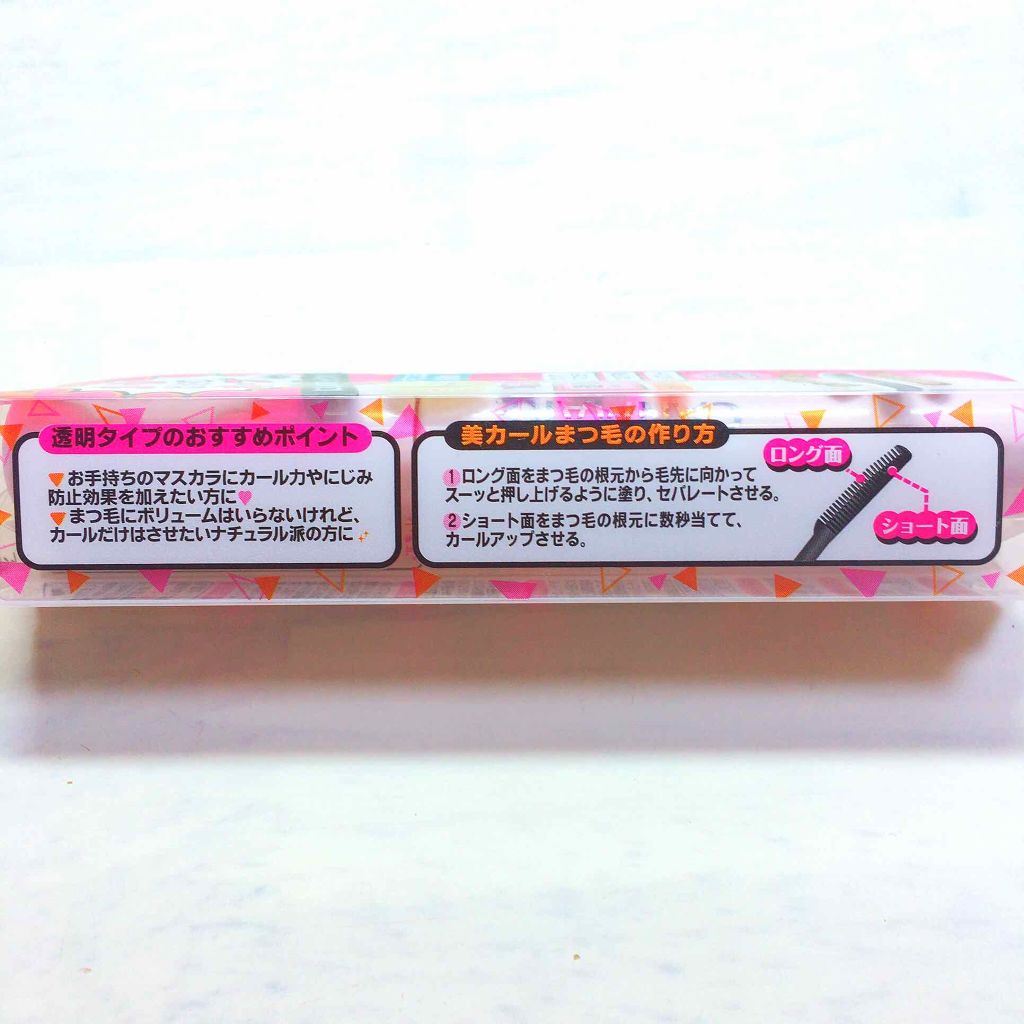 透明タイプのおすすめポイント
お手持ちのマスカラにカール力やにじみ
防止効果を加えたい方に
まつ毛にボリュームはいらないけれど、
カールだけはさせたいナチュラル派の方に
美カールまつ毛の作り方
1 ロング面をまつ毛の根元から毛先に向かって
スーッと押し上げるように塗り、セパレートさせる。
2 ショート面をまつ毛の根元に数秒当てて、
カールアップさせる。
ロング面
ショート面